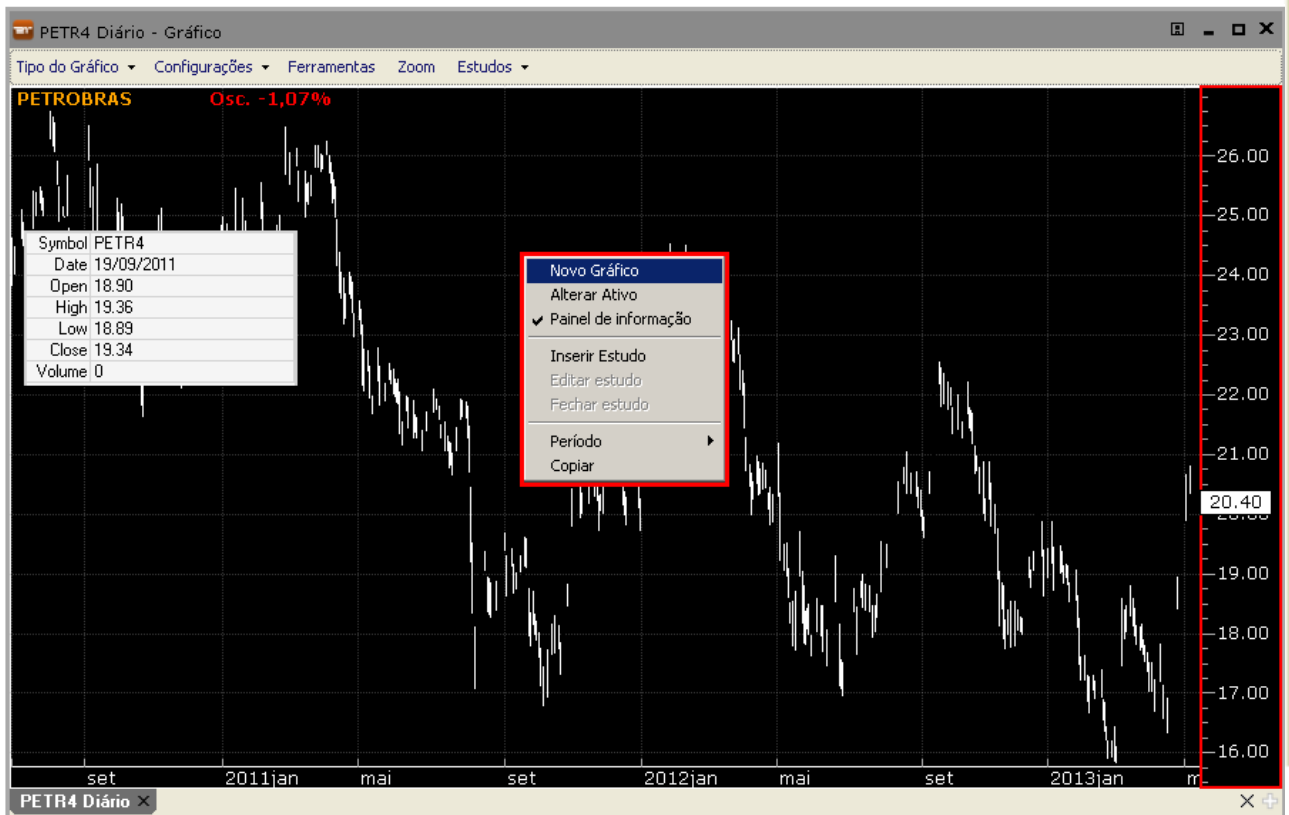 PETR4 Diário - Gráfico
Tipo do Gráfico Configurações Ferramentas Zoom Estudos
PETROBRAS Osc. -1,07%
26.00
25.00
Symbol PETR4
Date 19/09/2011
Open 18.90
High 19.36
Low 18.89
Close 19.34
Volume 0
Novo Gráfico
Alterar Ativo
Painel de informação
Inserir Estudo
Editar estudo
Fechar estudo
Período
Copiar
24.00
23.00
22.00
21.00
20.40
19.00
18.00
17.00
16.00
set 2011jan mai set 2012jan mai set 2013jan
PETR4 Diário